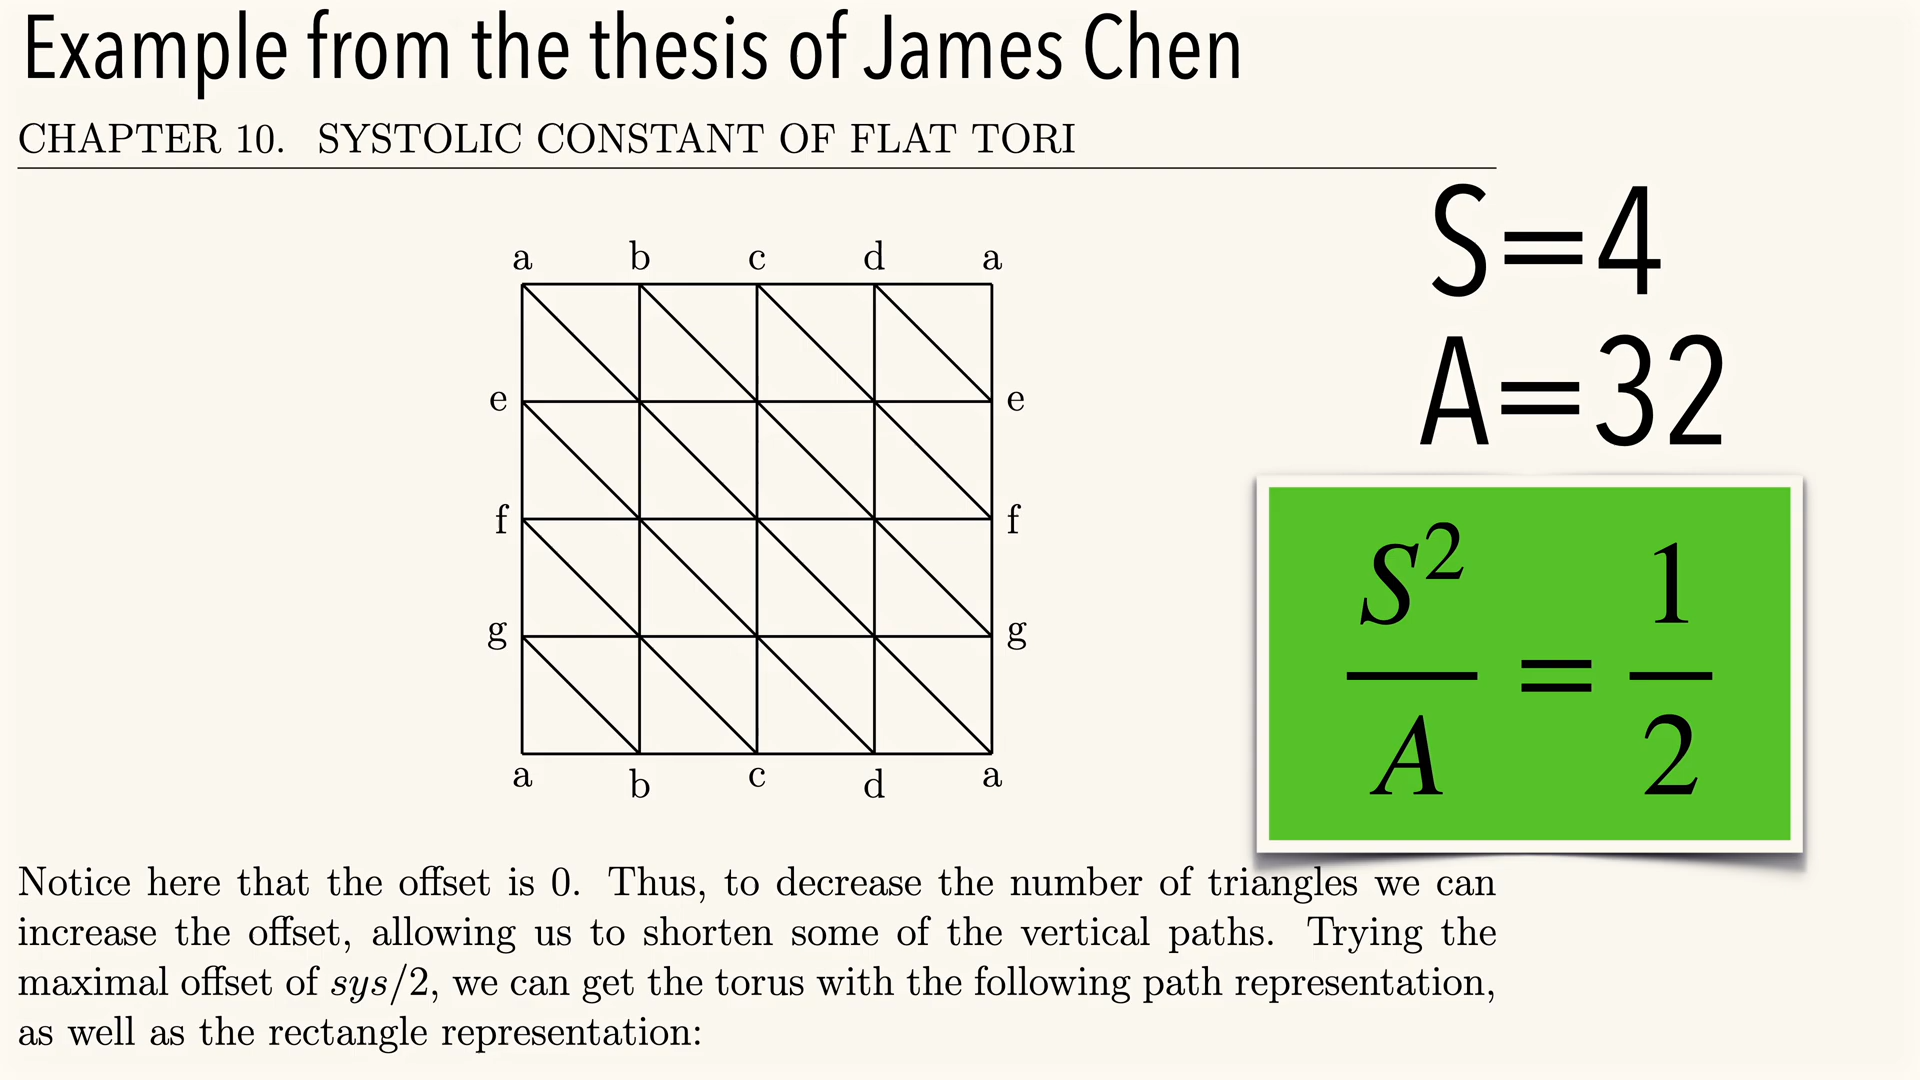 Example from the thesis of James Chen
CHAPTER 10. SYSTOLIC CONSTANT OF FLAT TORI
S=4
A=32
a b c d a
e e
f f
g g
a b c d a
S² / A = 1 / 2
Notice here that the offset is 0. Thus, to decrease the number of triangles we can
increase the offset, allowing us to shorten some of the vertical paths. Trying the
maximal offset of sys/2, we can get the torus with the following path representation,
as well as the rectangle representation: